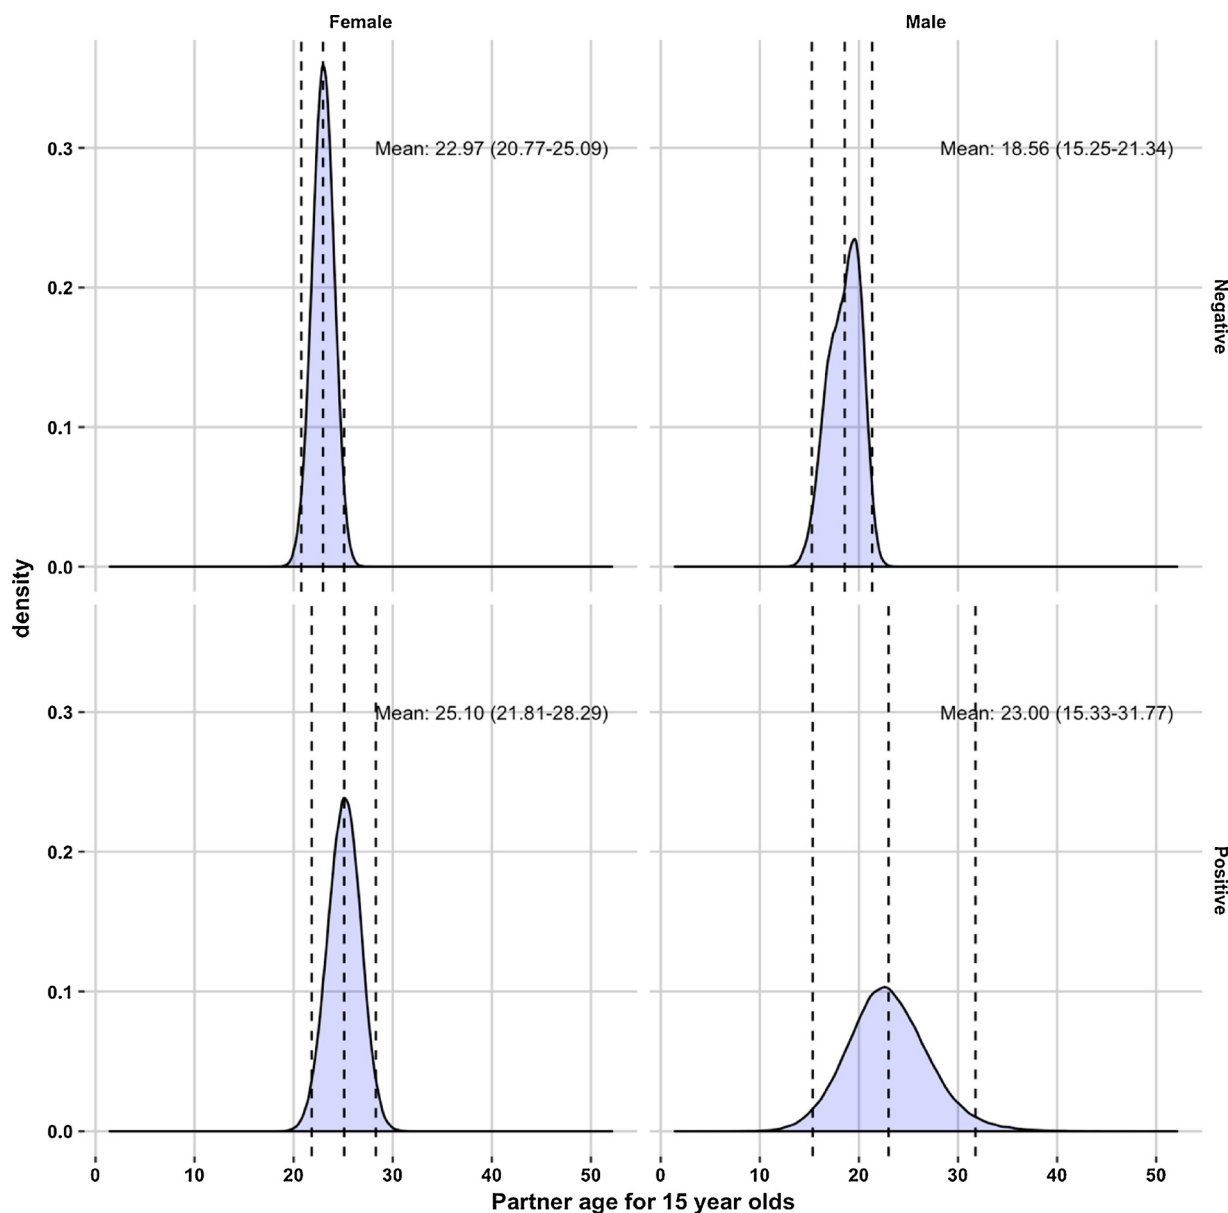 Female
Male
0.3
Mean: 22.97 (20.77-25.09)
Mean: 18.56 (15.25-21.34)
0.2
0.1
0.0
Negative
density
0.3
Mean: 25.10 (21.81-28.29)
Mean: 23.00 (15.33-31.77)
0.2
0.1
0.0
Positive
0 10 20 30 40 50
0 10 20 30 40 50
Partner age for 15 year olds